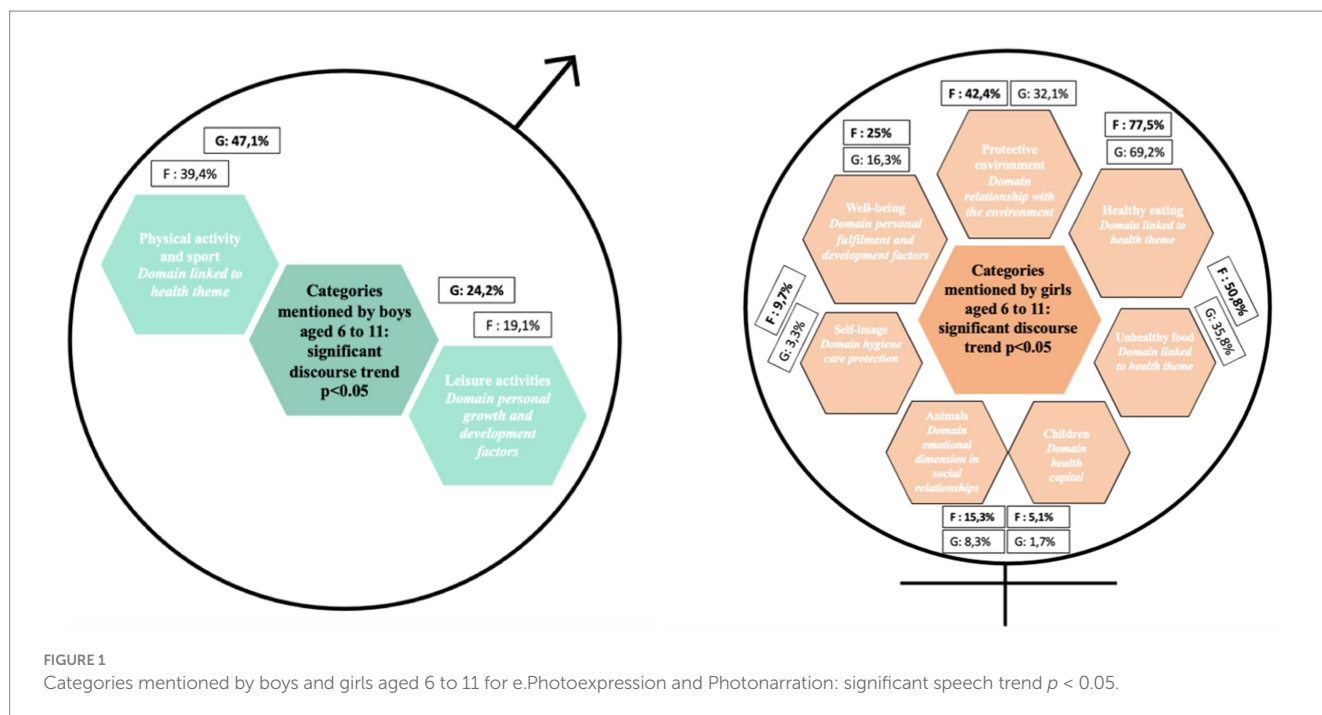 G: 47,1%
F : 39,4%
Physical activity
and sport
Domain linked to
health theme
Categories
mentioned by boys
aged 6 to 11:
significant
discourse trend
p<0.05
G: 24,2%
F : 19,1%
Leisure activities
Domain personal
growth and
development
factors
F : 42,4% G: 32,1%
Protective
environment
Domain
relationship with
the environment
F : 25%
G: 16,3%
Well-being
Domain personal
fulfilment and
development factors
F : 77,5%
G: 69,2%
Healthy eating
Domain linked to
health theme
Categories
mentioned by girls
aged 6 to 11:
significant discourse
trend p<0.05
F : 9,7%
G: 3,3%
Self-image
Domain hygiene
care protection
F : 50,8%
G: 35,8%
Unhealthy food
Domain linked
to health theme
Animals
Domain
emotional
dimension in
social
relationships
Children
Domain
health
capital
F : 15,3% F : 5,1%
G: 8,3% G: 1,7%
FIGURE 1
Categories mentioned by boys and girls aged 6 to 11 for e.Photoexpression and Photonarration: significant speech trend p < 0.05.